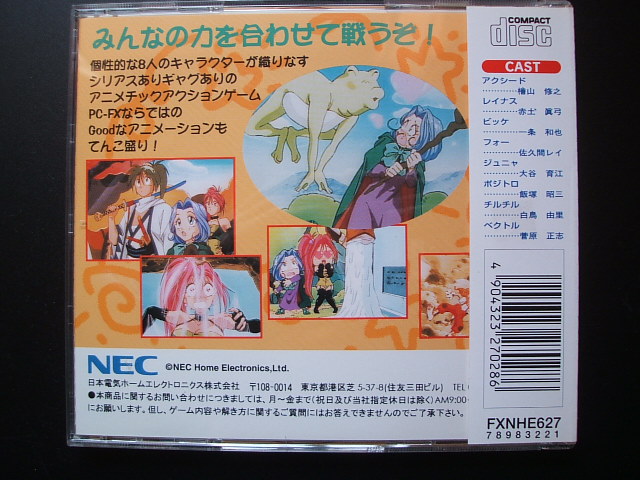 みんなの力を合わせて戦うぞ！
個性的な8人のキャラクターが織りなす
シリアスありギャグありの
アニメチックアクションゲーム
PC-FXならではの
Goodなアニメーションも
てんこ盛り！
NEC ©NEC Home Electronics,Ltd.
日本電気ホームエレクトロニクス株式会社 〒108-0014 東京都港区芝5-37-8(住友三田ビル) TEL
●本商品に関するお問い合わせにつきましては、月〜金まで(祝日及び当社指定休日は除く)AM9:00-
にお願いします。但し、ゲーム内容や解き方に関するご質問にはお答えできませんのでご了承下さい。
COMPACT
disc
CAST
アクシード
檜山 修之
レイナス
赤土 眞弓
ビッケ
一条 和也
フォー
佐久間レイ
ジュニャ
大谷 育江
ポジトロ
飯塚 昭三
チルチル
白鳥 由里
ベクトル
菅原 正志
4904323270286
FXNHE627
78983221